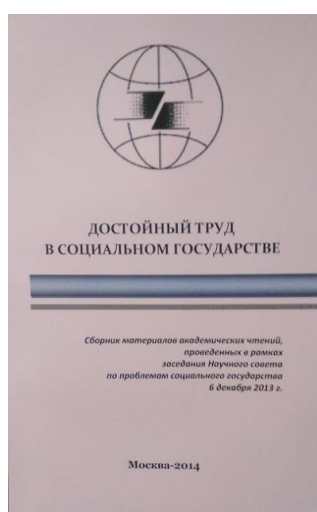 ДОСТОЙНЫЙ ТРУД
В СОЦИАЛЬНОМ ГОСУДАРСТВЕ
Сборник материалов академических чтений,
проведенных в рамках
заседания Научного совета
по проблемам социального государства
6 декабря 2013 г.
Москва-2014